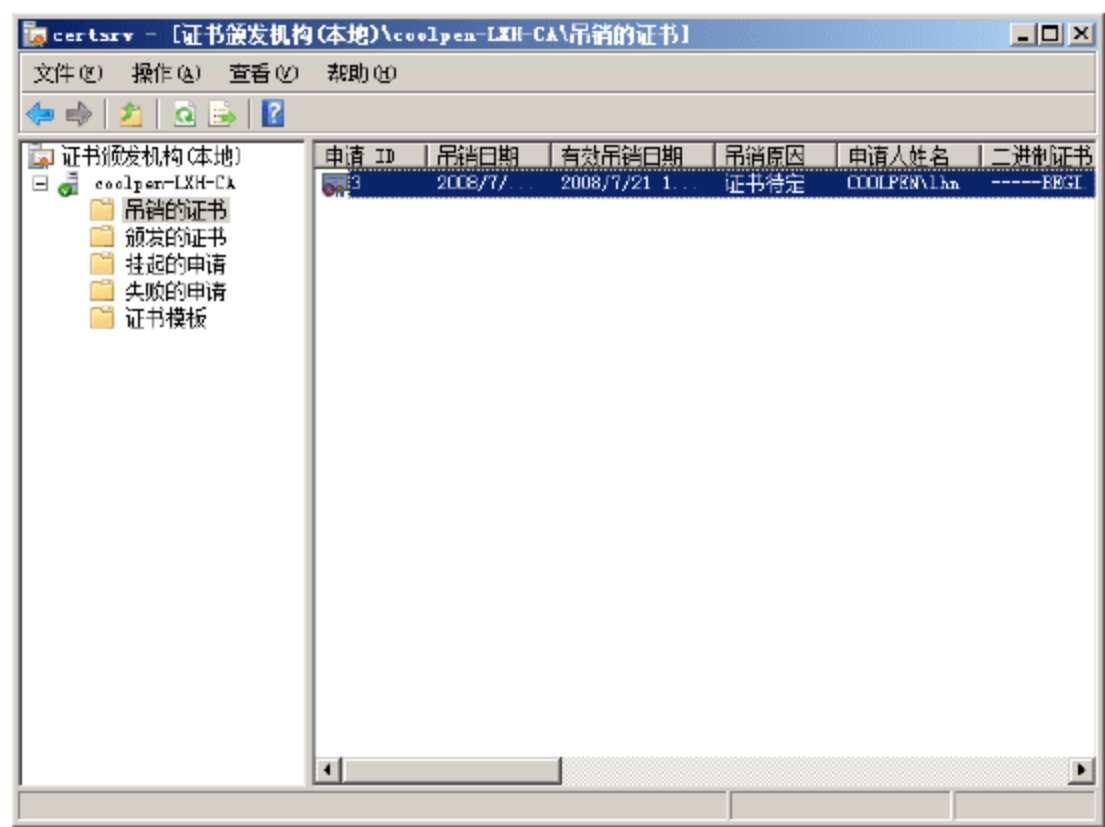 certsrv - [证书颁发机构(本地)\coolpen-LXH-CA\吊销的证书]
文件(F) 操作(A) 查看(V) 帮助(H)
证书颁发机构(本地)
coolpen-LXH-CA
吊销的证书
颁发的证书
挂起的申请
失败的申请
证书模板
申请 ID 吊销日期 有效吊销日期 吊销原因 申请人姓名 二进制证书
3 2008/7/... 2008/7/21 1... 证书待定 COOLPEN\lhn -----BEGI.